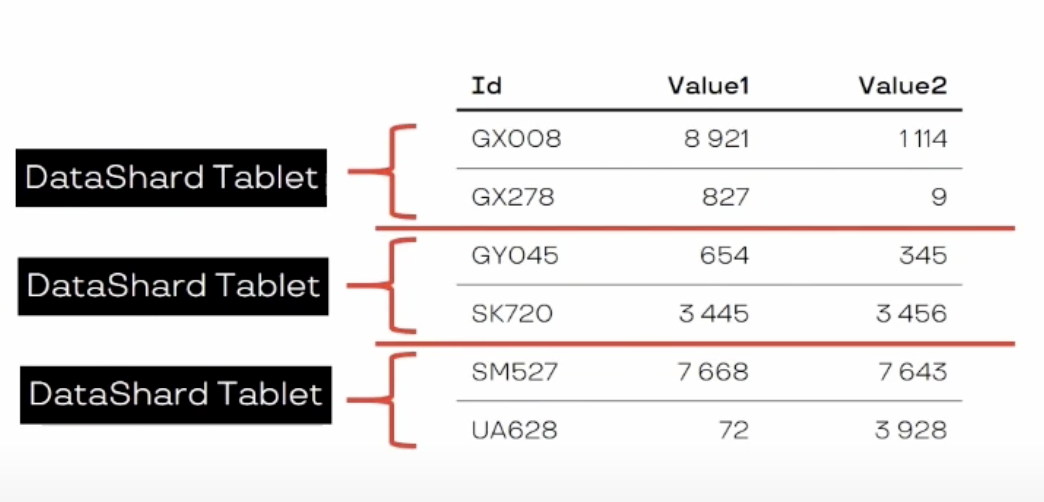 Id Value1 Value2
GX008 8 921 1 114
DataShard Tablet
GX278 827 9
GY045 654 345
DataShard Tablet
SK720 3 445 3 456
SM527 7 668 7 643
DataShard Tablet
UA628 72 3 928